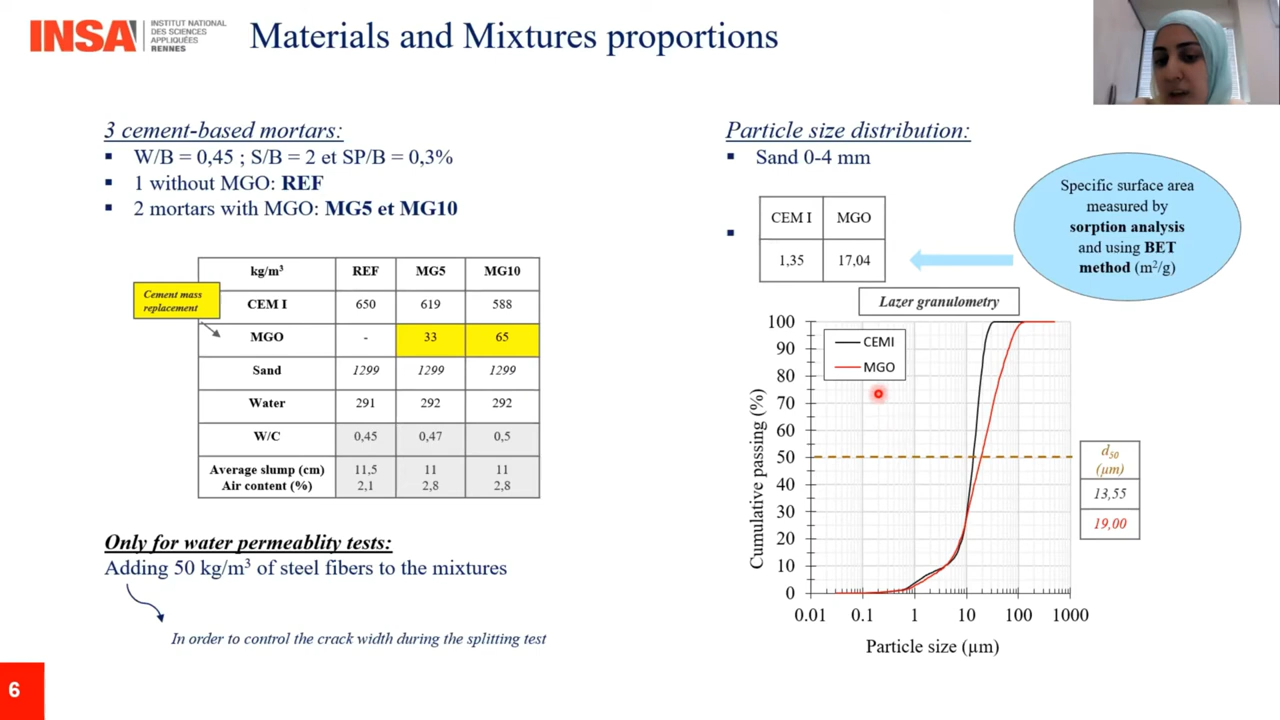 INSA INSTITUT NATIONAL
DES SCIENCES
APPLIQUÉES
RENNES
Materials and Mixtures proportions
3 cement-based mortars:
▪ W/B = 0,45 ; S/B = 2 et SP/B = 0,3%
▪ 1 without MGO: REF
▪ 2 mortars with MGO: MG5 et MG10
Cement mass
replacement
kg/m³ REF MG5 MG10
CEM I 650 619 588
MGO - 33 65
Sand 1299 1299 1299
Water 291 292 292
W/C 0,45 0,47 0,5
Average slump (cm) 11,5 11 11
Air content (%) 2,1 2,8 2,8
Only for water permeablity tests:
Adding 50 kg/m³ of steel fibers to the mixtures
In order to control the crack width during the splitting test
6
Particle size distribution:
▪ Sand 0-4 mm
▪
CEM I MGO
1,35 17,04
Specific surface area
measured by
sorption analysis
and using BET
method (m²/g)
Lazer granulometry
CEMI
MGO
Cumulative passing (%)
100
90
80
70
60
50
40
30
20
10
0
0.01 0.1 1 10 100 1000
Particle size (µm)
d₅₀
(µm)
13,55
19,00